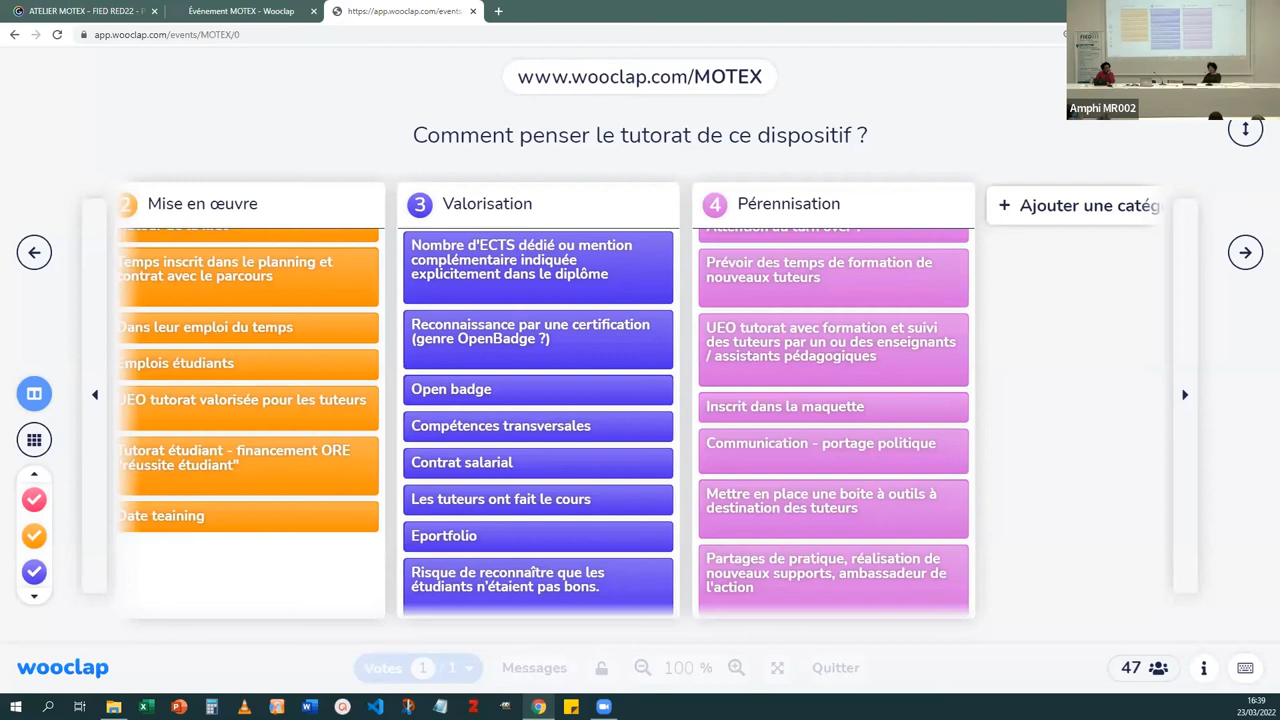 ATELIER MOTEX - FIED RED22 - P
Événement MOTEX - Wooclap
https://app.wooclap.com/events
app.wooclap.com/events/MOTEX/0
www.wooclap.com/MOTEX
Amphi MR002
Comment penser le tutorat de ce dispositif ?
2 Mise en œuvre
Temps inscrit dans le planning et
contrat avec le parcours
Dans leur emploi du temps
Emplois étudiants
UEO tutorat valorisée pour les tuteurs
Tutorat étudiant - financement ORE
"réussite étudiant"
Date teaining
3 Valorisation
Nombre d'ECTS dédié ou mention
complémentaire indiquée
explicitement dans le diplôme
Reconnaissance par une certification
(genre OpenBadge ?)
Open badge
Compétences transversales
Contrat salarial
Les tuteurs ont fait le cours
Eportfolio
Risque de reconnaître que les
étudiants n'étaient pas bons.
4 Pérennisation
Attention au turn over !
Prévoir des temps de formation de
nouveaux tuteurs
UEO tutorat avec formation et suivi
des tuteurs par un ou des enseignants
/ assistants pédagogiques
Inscrit dans la maquette
Communication - portage politique
Mettre en place une boite à outils à
destination des tuteurs
Partages de pratique, réalisation de
nouveaux supports, ambassadeur de
l'action
+ Ajouter une catég
wooclap
Votes 1 / 1
Messages
100 %
Quitter
47
16:39
23/03/2022